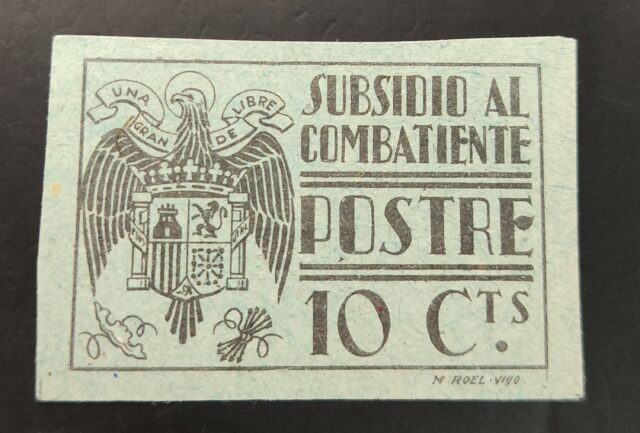 UNA
GRANDE
LIBRE
SUBSIDIO AL
COMBATIENTE
POSTRE
10 CTS.
M. ROEL·VIGO